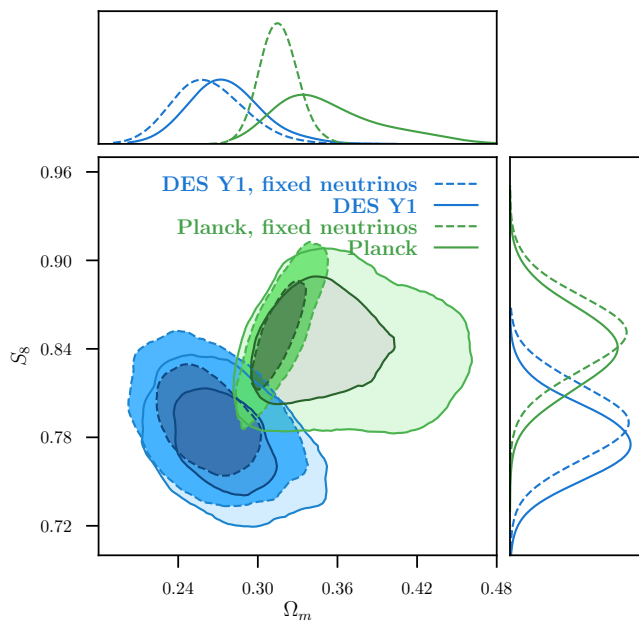 DES Y1, fixed neutrinos
DES Y1
Planck, fixed neutrinos
Planck
0.96
0.90
0.84
0.78
0.72
S₈
0.24 0.30 0.36 0.42 0.48
Ωₘ